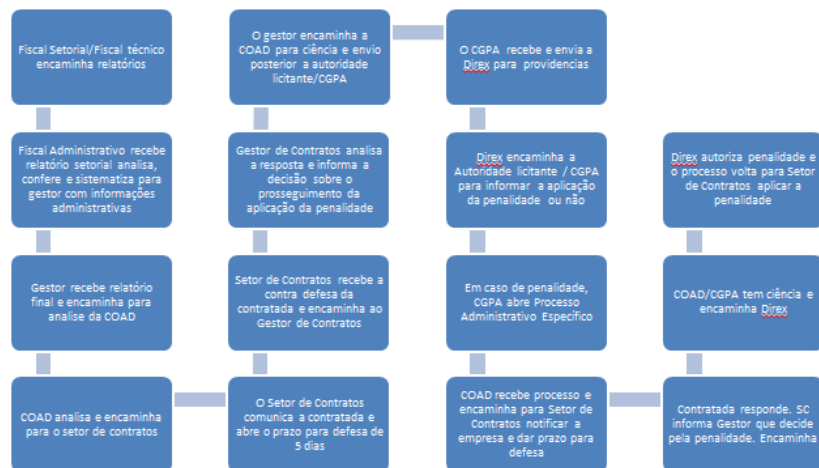 Fiscal Setorial/Fiscal técnico
encaminha relatórios
Fiscal Administrativo recebe
relatório setorial analisa,
confere e sistematiza para
gestor com informações
administrativas
Gestor recebe relatório
final e encaminha para
analise da COAD
COAD analisa e encaminha
para o setor de contratos
O Setor de Contratos
comunica a contratada e
abre o prazo para defesa de
5 dias
Setor de Contratos recebe a
contra defesa da
contratada e encaminha ao
Gestor de Contratos
Gestor de Contratos analisa
a resposta e informa a
decisão sobre o
prosseguimento da
aplicação da penalidade
O gestor encaminha a
COAD para ciência e envio
posterior a autoridade
licitante/CGPA
O CGPA recebe e envia a
Direx para providencias
Direx encaminha a
Autoridade licitante / CGPA
para informar a aplicação
da penalidade ou não
Em caso de penalidade,
CGPA abre Processo
Administrativo Específico
COAD recebe processo e
encaminha para Setor de
Contratos notificar a
empresa e dar prazo para
defesa
Contratada responde. SC
informa Gestor que decide
pela penalidade. Encaminha
COAD/CGPA tem ciência e
encaminha Direx
Direx autoriza penalidade e
o processo volta para Setor
de Contratos aplicar a
penalidade